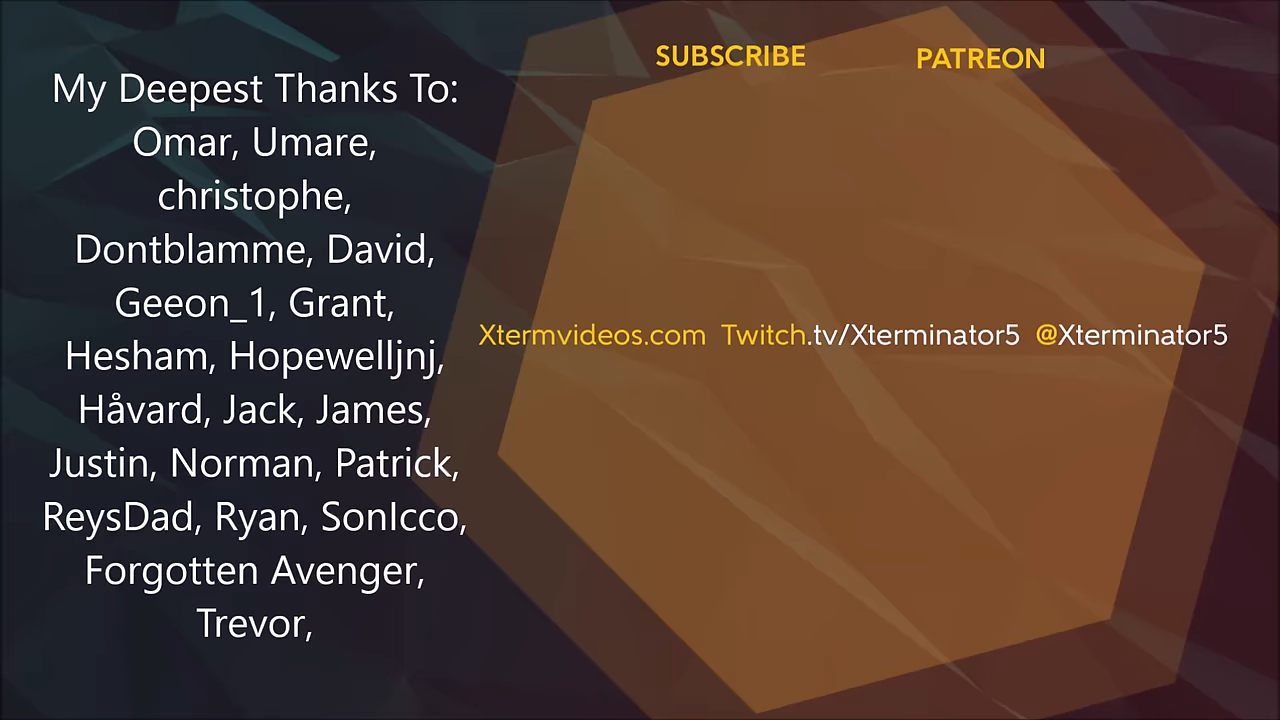 My Deepest Thanks To:
Omar, Umare,
christophe,
Dontblamme, David,
Geeon_1, Grant,
Hesham, Hopewelljnj,
Håvard, Jack, James,
Justin, Norman, Patrick,
ReysDad, Ryan, SonIcco,
Forgotten Avenger,
Trevor,
SUBSCRIBE PATREON
Xtermvideos.com Twitch.tv/Xterminator5 @Xterminator5